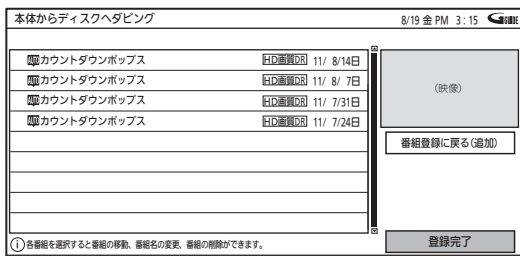 本体からディスクへダビング
8/19 金 PM 3:15 GGUIDE
カウントダウンポップス HD画質DR 11/ 8/14日
カウントダウンポップス HD画質DR 11/ 8/ 7日
カウントダウンポップス HD画質DR 11/ 7/31日
カウントダウンポップス HD画質DR 11/ 7/24日
(映像)
番組登録に戻る(追加)
登録完了
i 各番組を選択すると番組の移動、番組名の変更、番組の削除ができます。